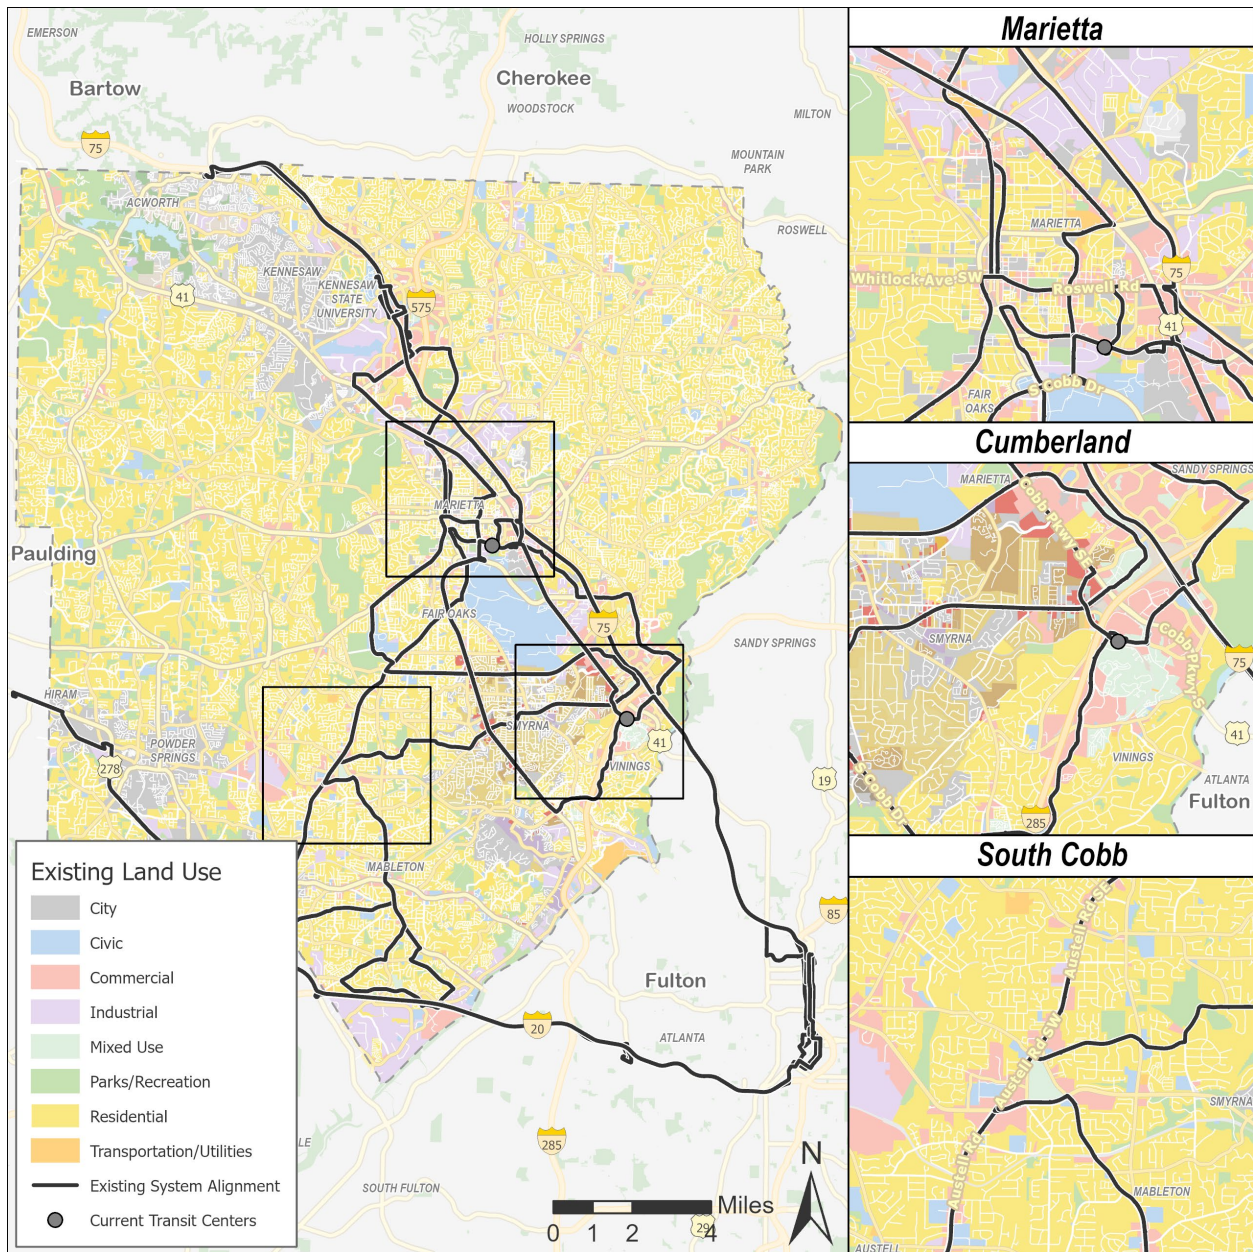 EMERSON
HOLLY SPRINGS
Bartow
Cherokee
WOODSTOCK
MILTON
75
MOUNTAIN
PARK
ACWORTH
ROSWELL
KENNESAW
KENNESAW
STATE
UNIVERSITY
41
575
MARIETTA
Paulding
FAIR OAKS
75
SANDY SPRINGS
HIRAM
POWDER
SPRINGS
SMYRNA
41
278
VININGS
19
MABLETON
85
Fulton
20
ATLANTA
285
SOUTH FULTON
29
LE
Existing Land Use
City
Civic
Commercial
Industrial
Mixed Use
Parks/Recreation
Residential
Transportation/Utilities
Existing System Alignment
Current Transit Centers
N
Miles
0 1 2 4
Marietta
MARIETTA
Whitlock Ave SW
Roswell Rd
75
41
S Cobb Dr
FAIR
OAKS
Cumberland
SANDY SPRINGS
MARIETTA
Cobb Pkwy S
SMYRNA
Cobb Pkwy S
75
41
VININGS
ATLANTA
Fulton
S Cobb Dr
285
South Cobb
Austell Rd SE
Austell Rd SW
SMYRNA
Austell Rd
MABLETON
AUSTELL